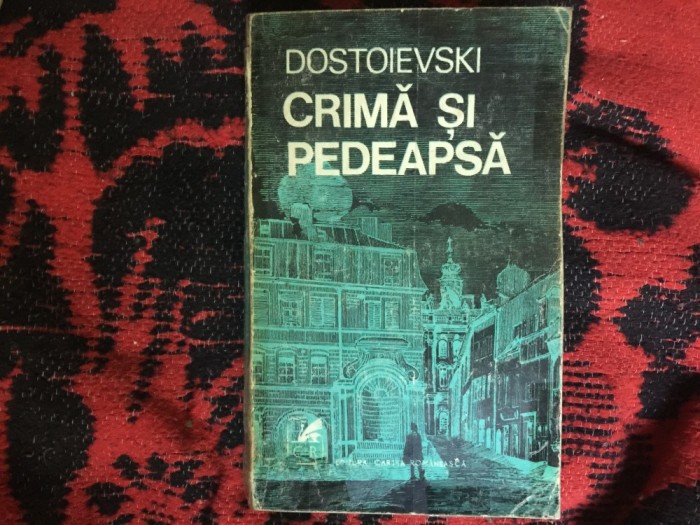 DOSTOIEVSKI
CRIMĂ ȘI
PEDEAPSĂ
EDITURA CARTEA ROMÂNEASCĂ